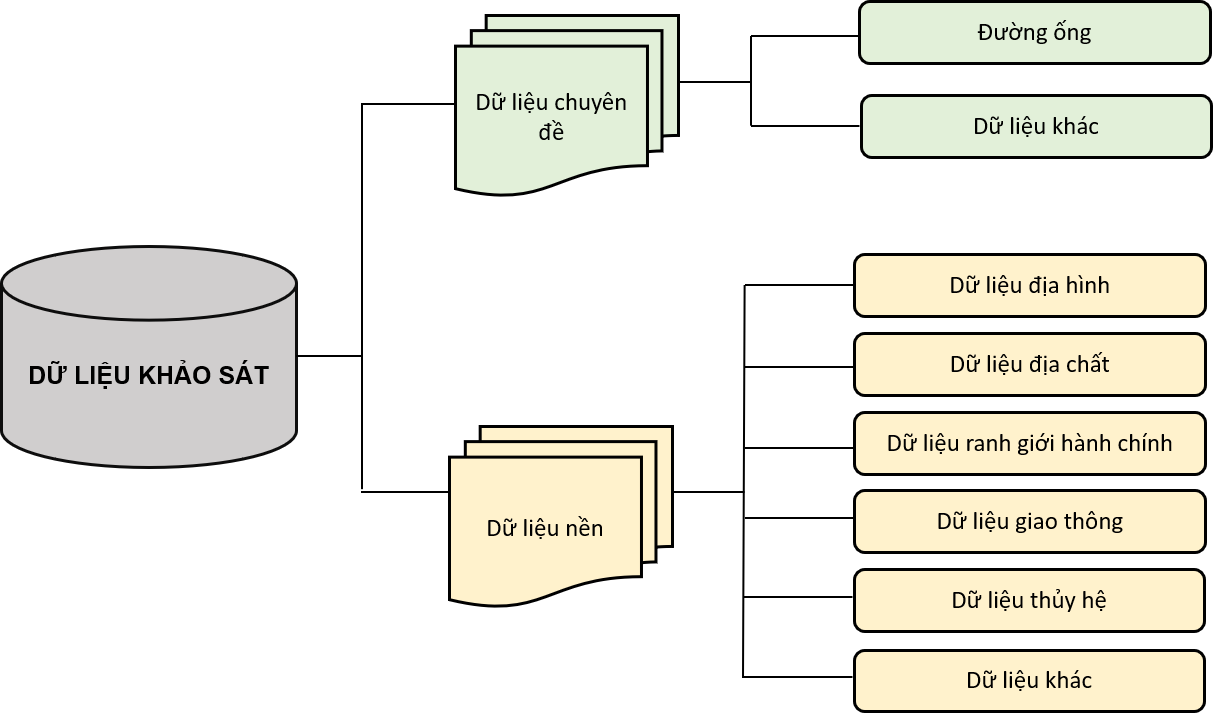 DỮ LIỆU KHẢO SÁT
Dữ liệu chuyên
đề
Đường ống
Dữ liệu khác
Dữ liệu nền
Dữ liệu địa hình
Dữ liệu địa chất
Dữ liệu ranh giới hành chính
Dữ liệu giao thông
Dữ liệu thủy hệ
Dữ liệu khác